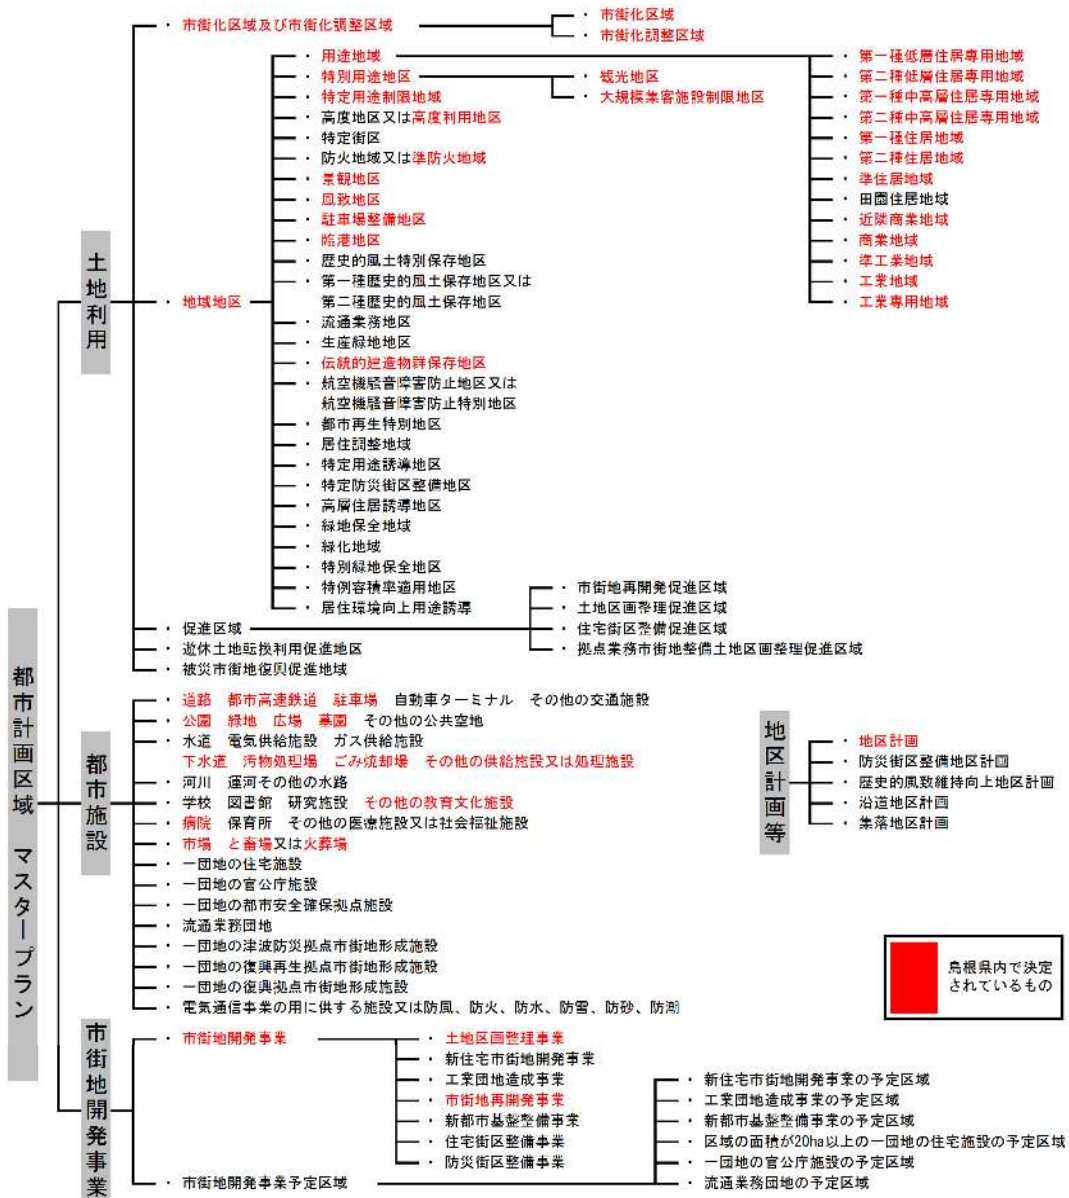 都市計画区域 マスタープラン
土地利用
・市街化区域及び市街化調整区域
・市街化区域
・市街化調整区域
・地域地区
・用途地域
・第一種低層住居専用地域
・第二種低層住居専用地域
・第一種中高層住居専用地域
・第二種中高層住居専用地域
・第一種住居地域
・第二種住居地域
・準住居地域
・田園住居地域
・近隣商業地域
・商業地域
・準工業地域
・工業地域
・工業専用地域
・特別用途地区
・観光地区
・大規模集客施設制限地区
・特定用途制限地域
・高度地区又は高度利用地区
・特定街区
・防火地域又は準防火地域
・景観地区
・風致地区
・駐車場整備地区
・臨港地区
・歴史的風土特別保存地区
・第一種歴史的風土保存地区又は
第二種歴史的風土保存地区
・流通業務地区
・生産緑地地区
・伝統的建造物群保存地区
・航空機騒音障害防止地区又は
航空機騒音障害防止特別地区
・都市再生特別地区
・居住調整地域
・特定用途誘導地区
・特定防災街区整備地区
・高層住居誘導地区
・緑地保全地域
・緑化地域
・特別緑地保全地区
・特例容積率適用地区
・居住環境向上用途誘導
・促進区域
・市街地再開発促進区域
・土地区画整理促進区域
・住宅街区整備促進区域
・拠点業務市街地整備土地区画整理促進区域
・遊休土地転換利用促進地区
・被災市街地復興促進地域
都市施設
・道路 都市高速鉄道 駐車場 自動車ターミナル その他の交通施設
・公園 緑地 広場 墓園 その他の公共空地
・水道 電気供給施設 ガス供給施設
下水道 汚物処理場 ごみ焼却場 その他の供給施設又は処理施設
・河川 運河その他の水路
・学校 図書館 研究施設 その他の教育文化施設
・病院 保育所 その他の医療施設又は社会福祉施設
・市場 と畜場又は火葬場
・一団地の住宅施設
・一団地の官公庁施設
・一団地の都市安全確保拠点施設
・流通業務団地
・一団地の津波防災拠点市街地形成施設
・一団地の復興再生拠点市街地形成施設
・一団地の復興拠点市街地形成施設
・電気通信事業の用に供する施設又は防風、防火、防水、防雪、防砂、防潮
地区計画等
・地区計画
・防災街区整備地区計画
・歴史的風致維持向上地区計画
・沿道地区計画
・集落地区計画
島根県内で決定
されているもの
市街地開発事業
・市街地開発事業
・土地区画整理事業
・新住宅市街地開発事業
・工業団地造成事業
・市街地再開発事業
・新都市基盤整備事業
・住宅街区整備事業
・防災街区整備事業
・市街地開発事業予定区域
・新住宅市街地開発事業の予定区域
・工業団地造成事業の予定区域
・新都市基盤整備事業の予定区域
・区域の面積が20ha以上の一団地の住宅施設の予定区域
・一団地の官公庁施設の予定区域
・流通業務団地の予定区域